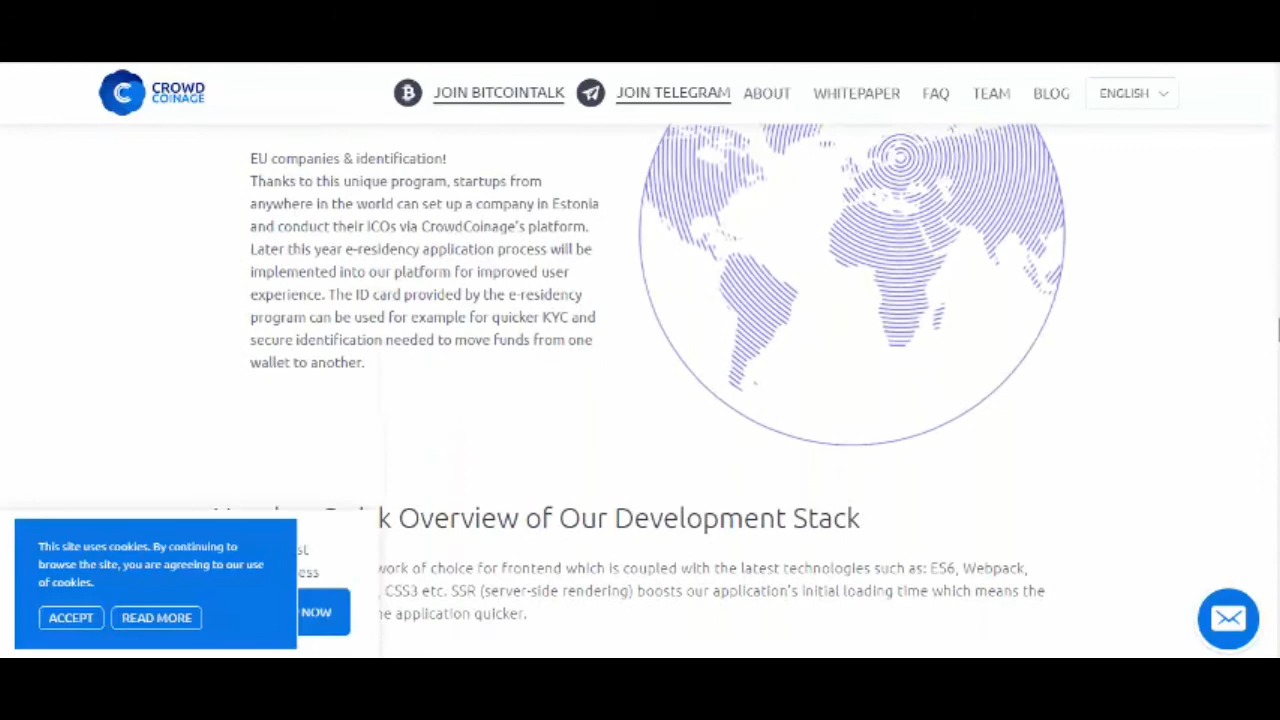 CROWD
COINAGE
JOIN BITCOINTALK
JOIN TELEGRAM
ABOUT
WHITEPAPER
FAQ
TEAM
BLOG
ENGLISH
EU companies & identification!
Thanks to this unique program, startups from
anywhere in the world can set up a company in Estonia
and conduct their ICOs via CrowdCoinage's platform.
Later this year e-residency application process will be
implemented into our platform for improved user
experience. The ID card provided by the e-residency
program can be used for example for quicker KYC and
secure identification needed to move funds from one
wallet to another.
Overview of Our Development Stack
work of choice for frontend which is coupled with the latest technologies such as: ES6, Webpack,
CSS3 etc. SSR (server-side rendering) boosts our application's initial loading time which means the
application quicker.
This site uses cookies. By continuing to
browse the site, you are agreeing to our use
of cookies.
ACCEPT
READ MORE
NOW